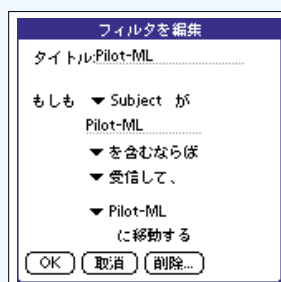 フィルタを編集
タイトル:Pilot-ML
もしも ▼ Subject が
Pilot-ML
▼ を含むならば
▼ 受信して、
▼ Pilot-ML
に移動する
OK 取消 削除...